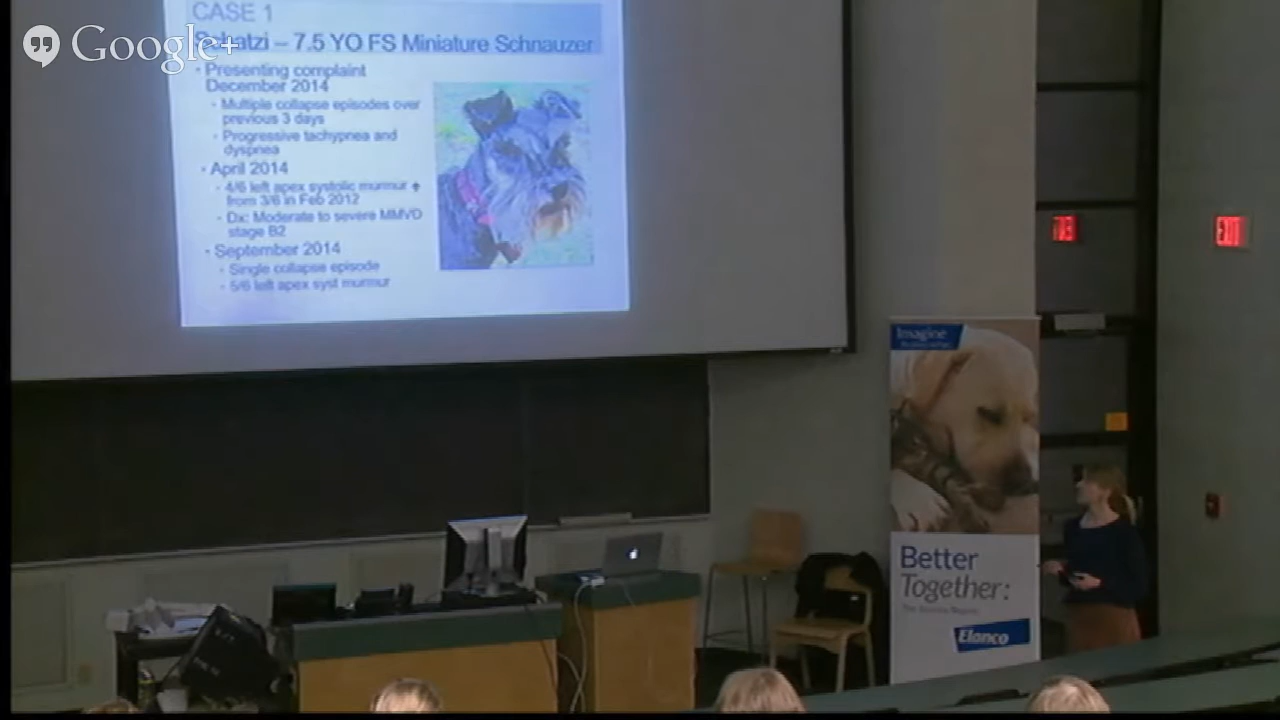 Google+
CASE 1
– 7.5 YO FS Miniature Schnauzer
Presenting complaint
December 2014
Multiple collapse episodes over
previous 3 days
Progressive tachypnea and
dyspnea
April 2014
4/6 left apex systolic murmur ↑
from 3/6 in Feb 2012
Dx: Moderate to severe MMVD
stage B2
September 2014
Single collapse episode
5/6 left apex syst murmur
Imagine
Better
Together:
Elanco
EXIT